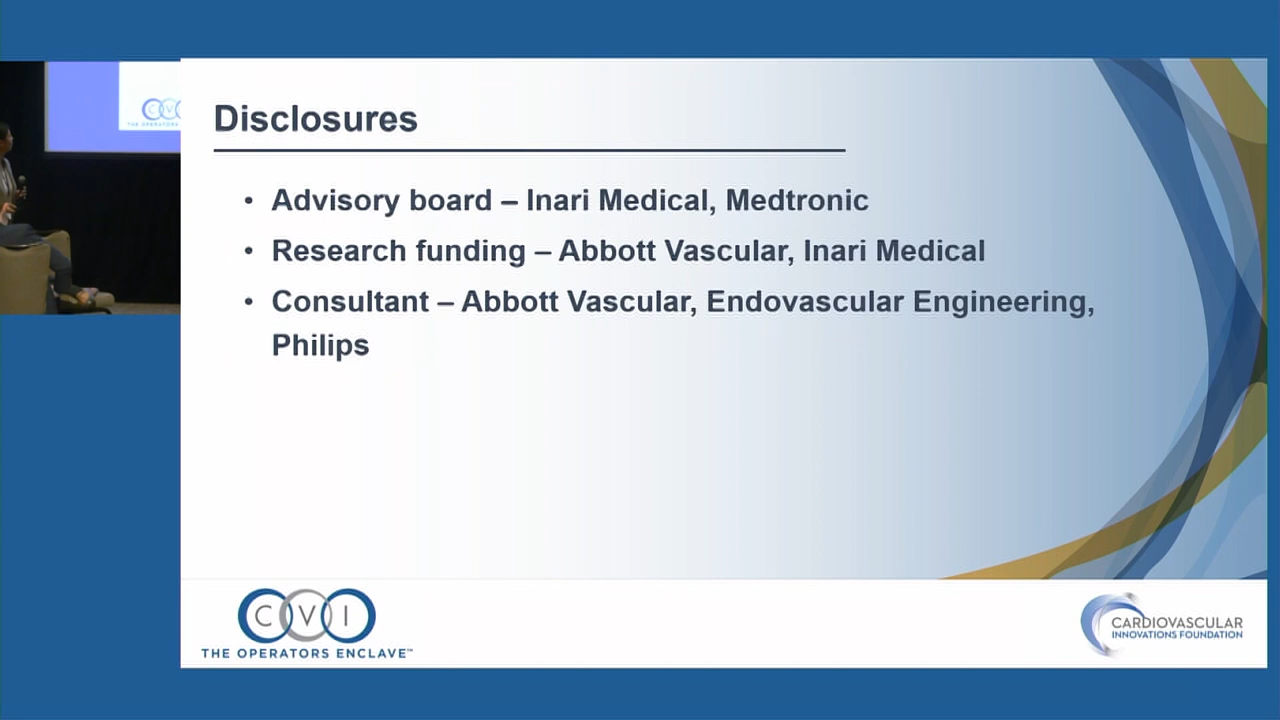 Disclosures
• Advisory board – Inari Medical, Medtronic
• Research funding – Abbott Vascular, Inari Medical
• Consultant – Abbott Vascular, Endovascular Engineering,
Philips
C V I
THE OPERATORS ENCLAVE™
CARDIOVASCULAR
INNOVATIONS FOUNDATION